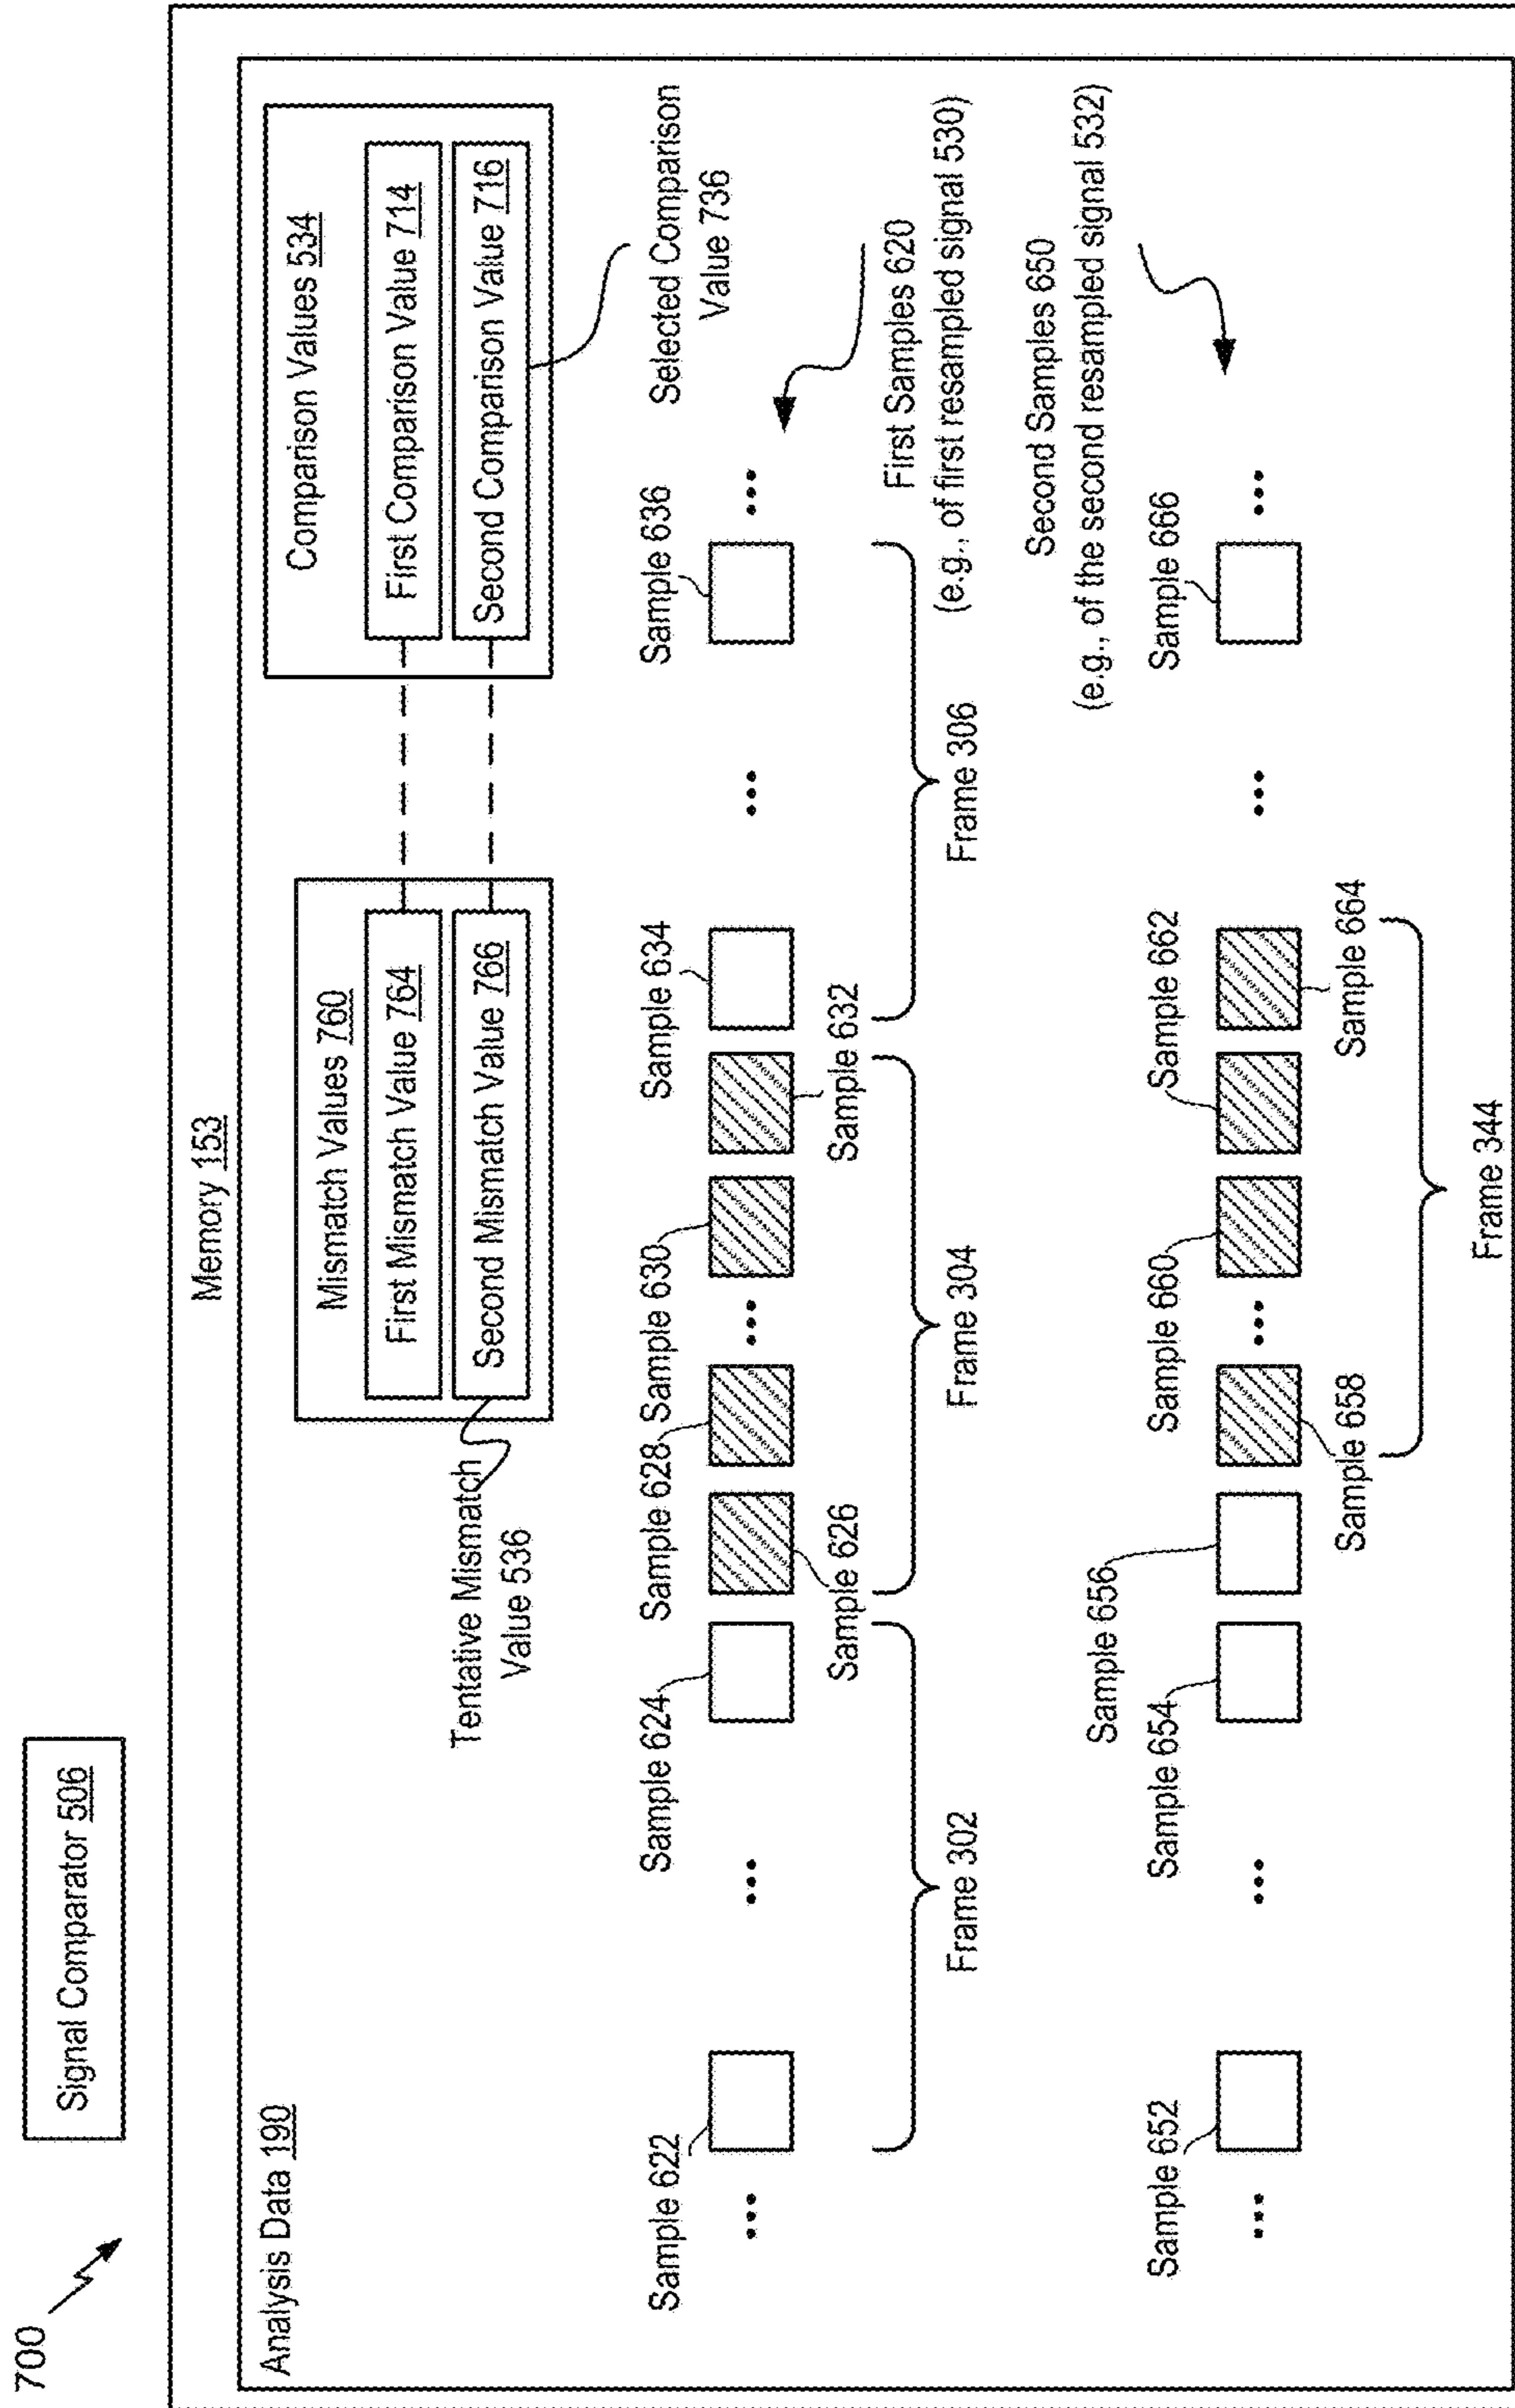 700
Signal Comparator 506
Memory 153
Analysis Data 190
Mismatch Values 760
First Mismatch Value 764
Second Mismatch Value 766
Tentative Mismatch
Value 536
Comparison Values 534
First Comparison Value 714
Second Comparison Value 716
Selected Comparison
Value 736
Sample 622
Sample 624
Sample 628
Sample 630
Sample 634
Sample 636
...
...
...
...
...
Sample 626
Sample 632
First Samples 620
(e.g., of first resampled signal 530)
Frame 302
Frame 304
Frame 306
Second Samples 650
(e.g., of the second resampled signal 532)
Sample 652
Sample 654
Sample 656
Sample 660
Sample 662
Sample 666
...
...
...
...
...
Sample 658
Sample 664
Frame 344